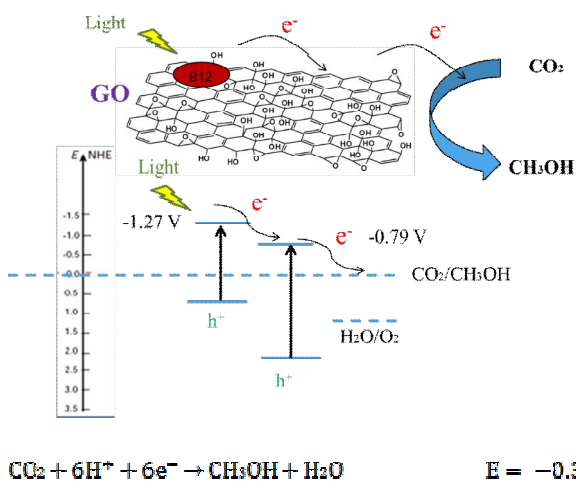 Light
e⁻
e⁻
CO₂
OH
B12
GO
CH₃OH
E NHE
Light
e⁻
-1.27 V
e⁻
-0.79 V
-1.5
-1.0
-0.5
-0.0
0.5
1.0
1.5
2.0
2.5
3.0
3.5
CO₂/CH₃OH
h⁺
H₂O/O₂
h⁺
CO₂ + 6H⁺ + 6e⁻ → CH₃OH + H₂O E = −0.3